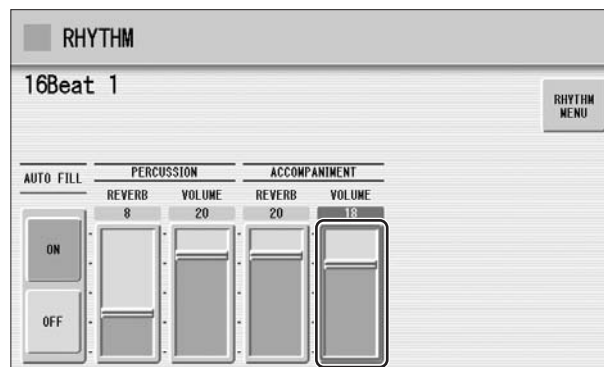 RHYTHM
16Beat 1
RHYTHM
MENU
AUTO FILL
PERCUSSION
ACCOMPANIMENT
REVERB VOLUME REVERB VOLUME
8 20 20 18
ON
OFF